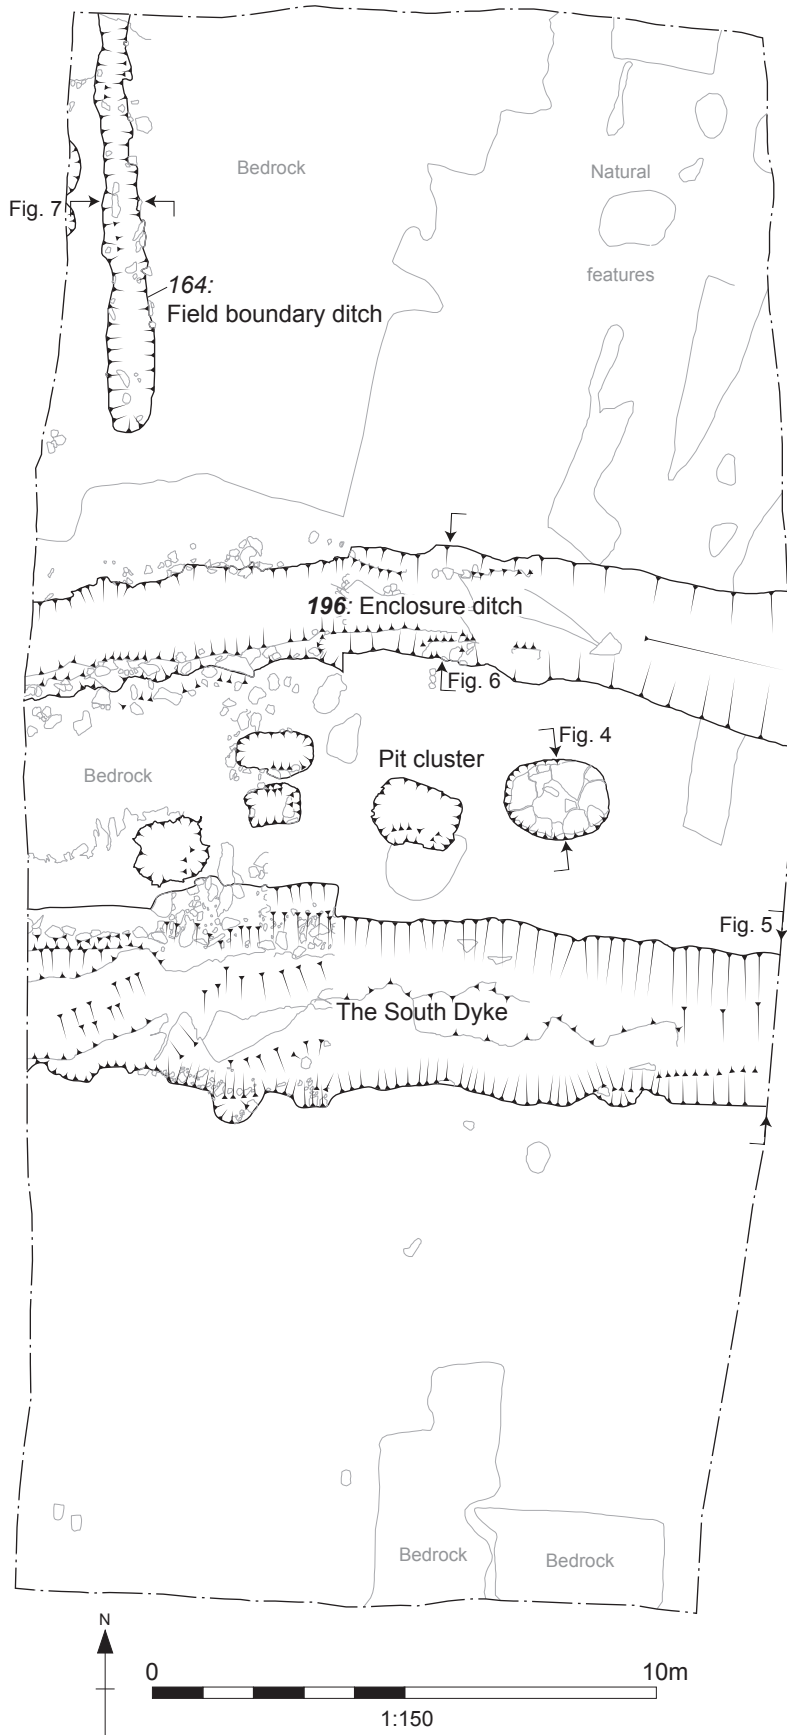 Bedrock
Natural
Fig. 7
features
164:
Field boundary ditch
196: Enclosure ditch
Fig. 6
Fig. 4
Pit cluster
Bedrock
Fig. 5
The South Dyke
Bedrock
Bedrock
N
0 10m
1:150